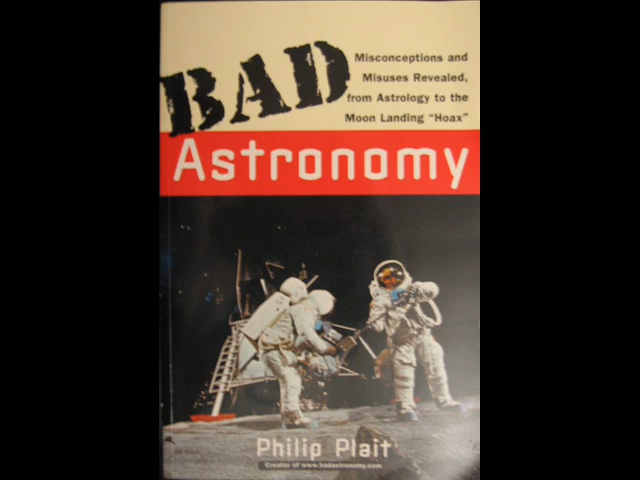 BAD
Misconceptions and
Misuses Revealed,
from Astrology to the
Moon Landing "Hoax"
Astronomy
Philip Plait
Creator of www.badastronomy.com